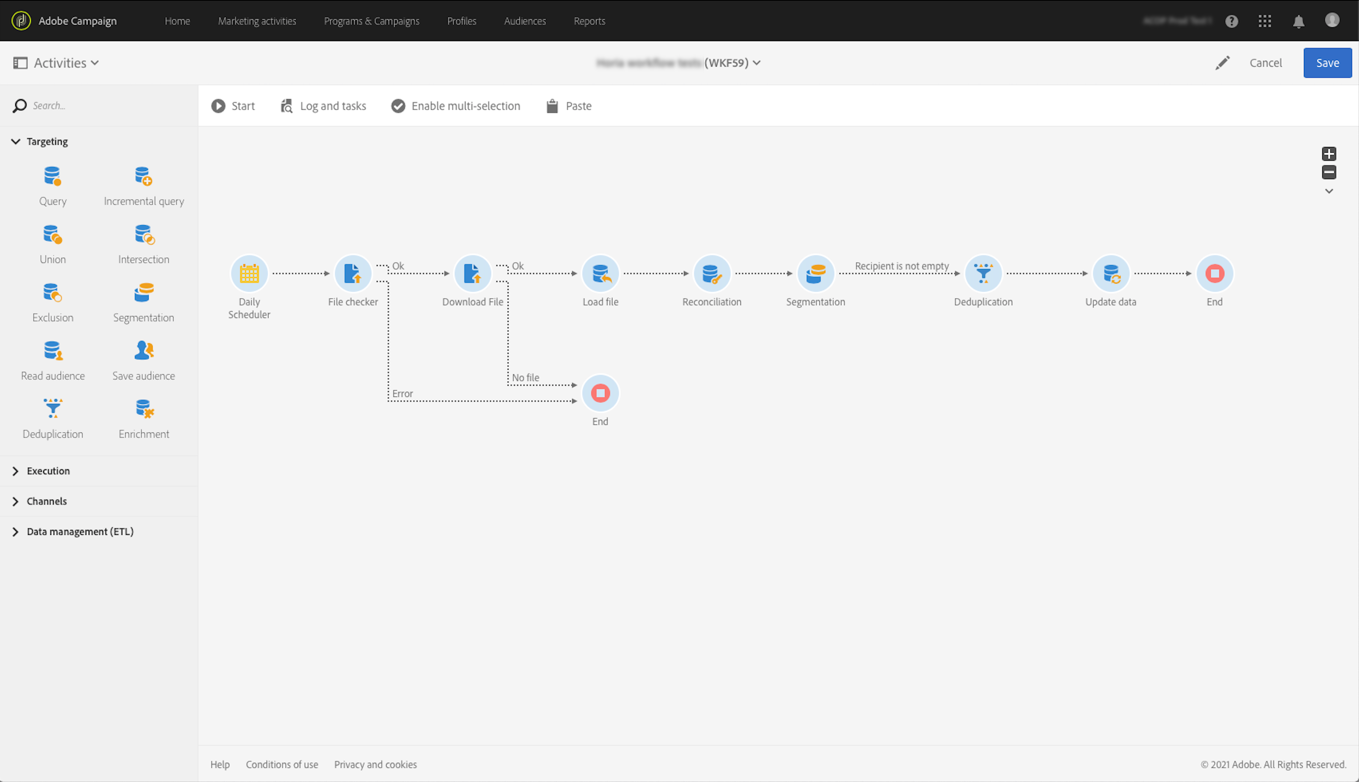 Adobe Campaign
Home
Marketing activities
Programs & Campaigns
Profiles
Audiences
Reports
Activities
(WKF59)
Cancel
Save
Search...
Start
Log and tasks
Enable multi-selection
Paste
Targeting
Query
Incremental query
Union
Intersection
Exclusion
Segmentation
Read audience
Save audience
Deduplication
Enrichment
Execution
Channels
Data management (ETL)
Daily
Scheduler
File checker
Ok
Download File
Ok
Load file
Reconciliation
Segmentation
Recipient is not empty
Deduplication
Update data
End
No file
Error
End
Help
Conditions of use
Privacy and cookies
© 2021 Adobe. All Rights Reserved.